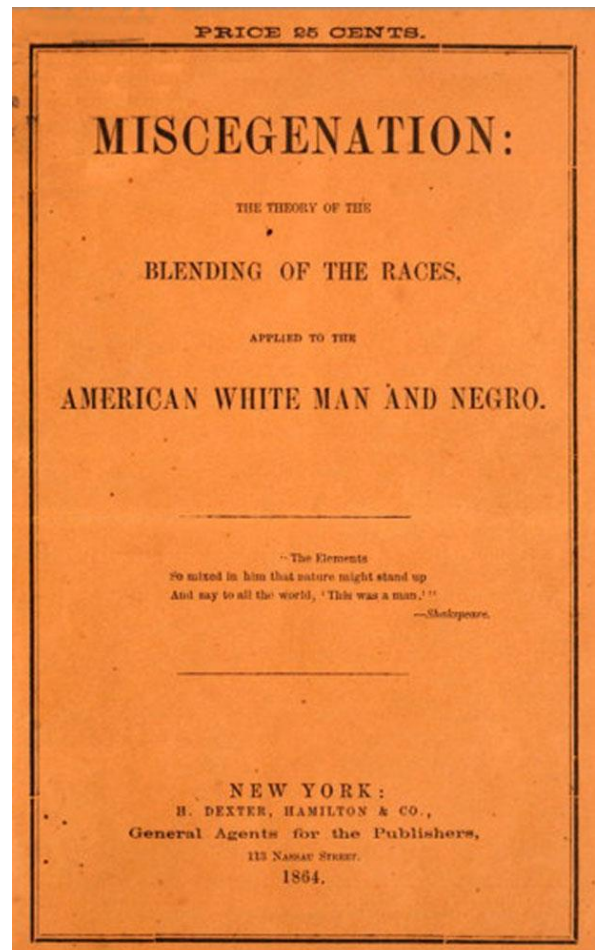 PRICE 25 CENTS.
MISCEGENATION:
THE THEORY OF THE
BLENDING OF THE RACES,
APPLIED TO THE
AMERICAN WHITE MAN AND NEGRO.
"The Elements
So mixed in him that nature might stand up
And say to all the world, 'This was a man.'"
—Shakspeare.
NEW YORK:
H. DEXTER, HAMILTON & CO.,
General Agents for the Publishers,
113 NASSAU STREET.
1864.